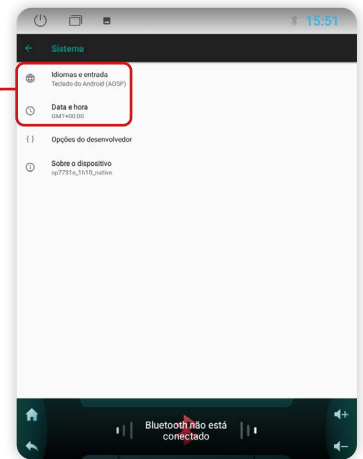 15:51
Sistema
Idiomas e entrada
Teclado do Android (AOSP)
Data e hora
GMT+00:00
{ } Opções do desenvolvedor
Sobre o dispositivo
sp7731e_1h10_native
Bluetooth não está
conectado